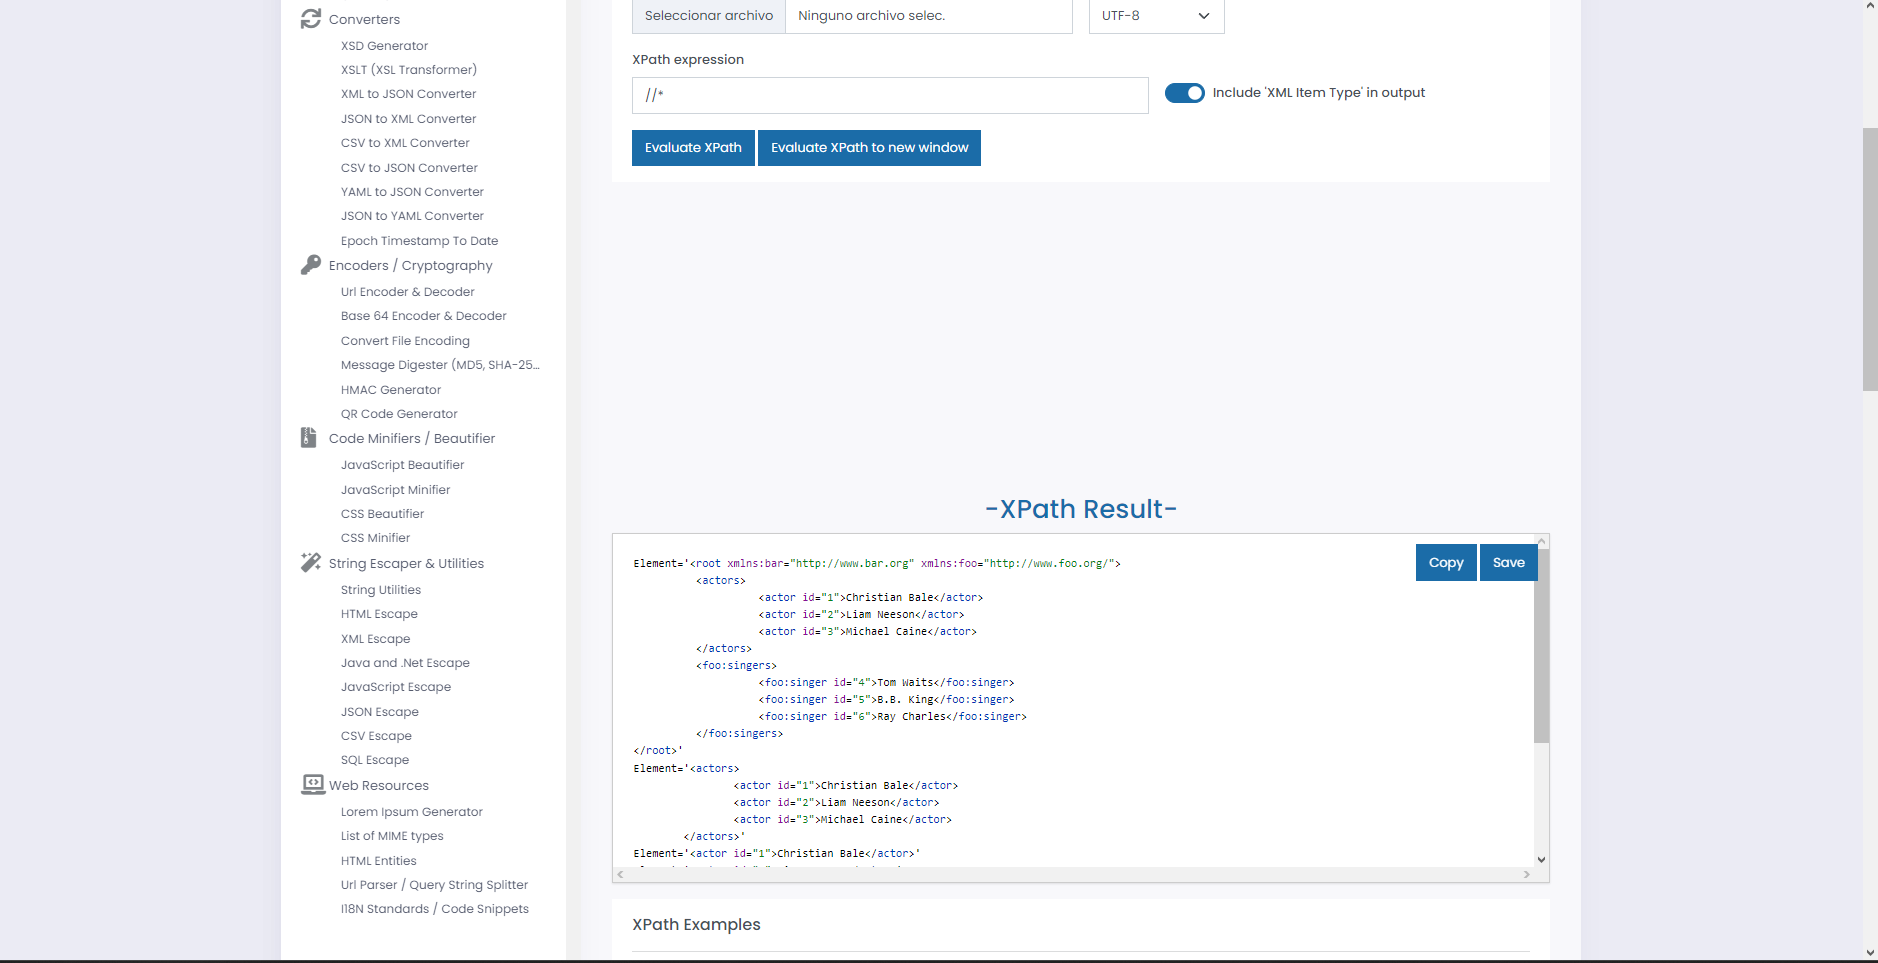 Converters
XSD Generator
XSLT (XSL Transformer)
XML to JSON Converter
JSON to XML Converter
CSV to XML Converter
CSV to JSON Converter
YAML to JSON Converter
JSON to YAML Converter
Epoch Timestamp To Date
Encoders / Cryptography
Url Encoder & Decoder
Base 64 Encoder & Decoder
Convert File Encoding
Message Digester (MD5, SHA-25...
HMAC Generator
QR Code Generator
Code Minifiers / Beautifier
JavaScript Beautifier
JavaScript Minifier
CSS Beautifier
CSS Minifier
String Escaper & Utilities
String Utilities
HTML Escape
XML Escape
Java and .Net Escape
JavaScript Escape
JSON Escape
CSV Escape
SQL Escape
Web Resources
Lorem Ipsum Generator
List of MIME types
HTML Entities
Url Parser / Query String Splitter
I18N Standards / Code Snippets
Seleccionar archivo Ninguno archivo selec. UTF-8
XPath expression
//* Include 'XML Item Type' in output
Evaluate XPath Evaluate XPath to new window
-XPath Result-
Copy Save
Element='<root xmlns:bar="http://www.bar.org" xmlns:foo="http://www.foo.org/">
<actors>
<actor id="1">Christian Bale</actor>
<actor id="2">Liam Neeson</actor>
<actor id="3">Michael Caine</actor>
</actors>
<foo:singers>
<foo:singer id="4">Tom Waits</foo:singer>
<foo:singer id="5">B.B. King</foo:singer>
<foo:singer id="6">Ray Charles</foo:singer>
</foo:singers>
</root>'
Element='<actors>
<actor id="1">Christian Bale</actor>
<actor id="2">Liam Neeson</actor>
<actor id="3">Michael Caine</actor>
</actors>'
Element='<actor id="1">Christian Bale</actor>'
XPath Examples